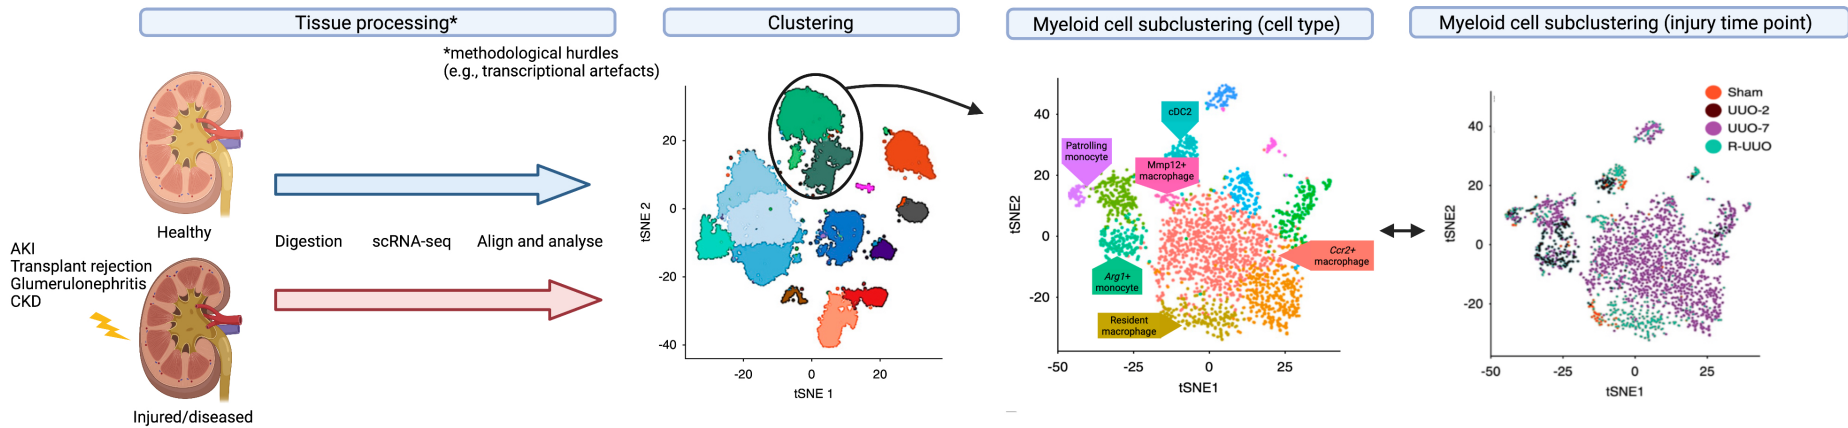 Tissue processing*
*methodological hurdles
(e.g., transcriptional artefacts)
Healthy
AKI
Transplant rejection
Glumerulonephritis
CKD
Injured/diseased
Digestion
scRNA-seq
Align and analyse
Clustering
20
0
-20
-40
tSNE 2
-20
0
20
tSNE 1
Myeloid cell subclustering (cell type)
40
20
0
-20
tSNE2
-50
-25
0
25
tSNE1
cDC2
Patrolling
monocyte
Mmp12+
macrophage
Ccr2+
macrophage
Arg1+
monocyte
Resident
macrophage
Myeloid cell subclustering (injury time point)
Sham
UUO-2
UUO-7
R-UUO
40
20
0
-20
tSNE2
-50
-25
0
25
tSNE1